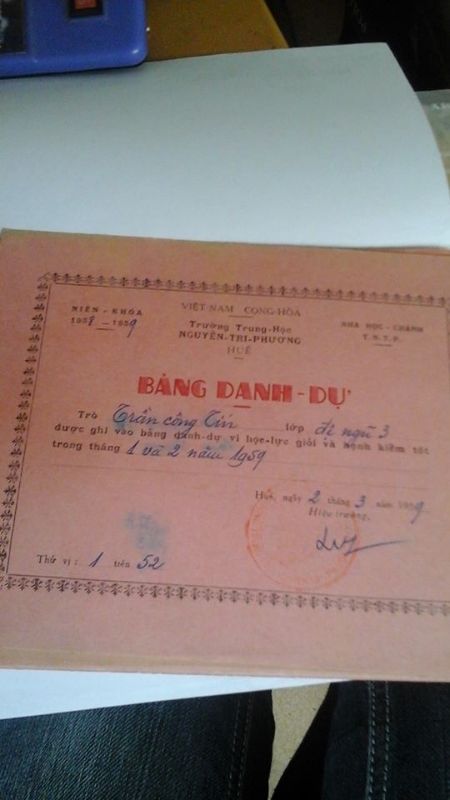 VIỆT-NAM CỘNG-HÒA
NIÊN - KHÓA
1958 - 1959
Trường Trung-Học
NGUYỄN-TRI-PHƯƠNG
HUẾ
NHA HỌC - CHÁNH
T.N.T.P.
BẢNG DANH-DỰ
Trò Trần công Tín lớp đệ ngũ 3
được ghi vào bảng danh-dự vì học-lực giỏi và hạnh kiểm tốt
trong tháng 1 và 2 năm 1959
Huế, ngày 2 tháng 3 năm 1959
Hiệu trưởng,
Thứ vị : 1 trên 52